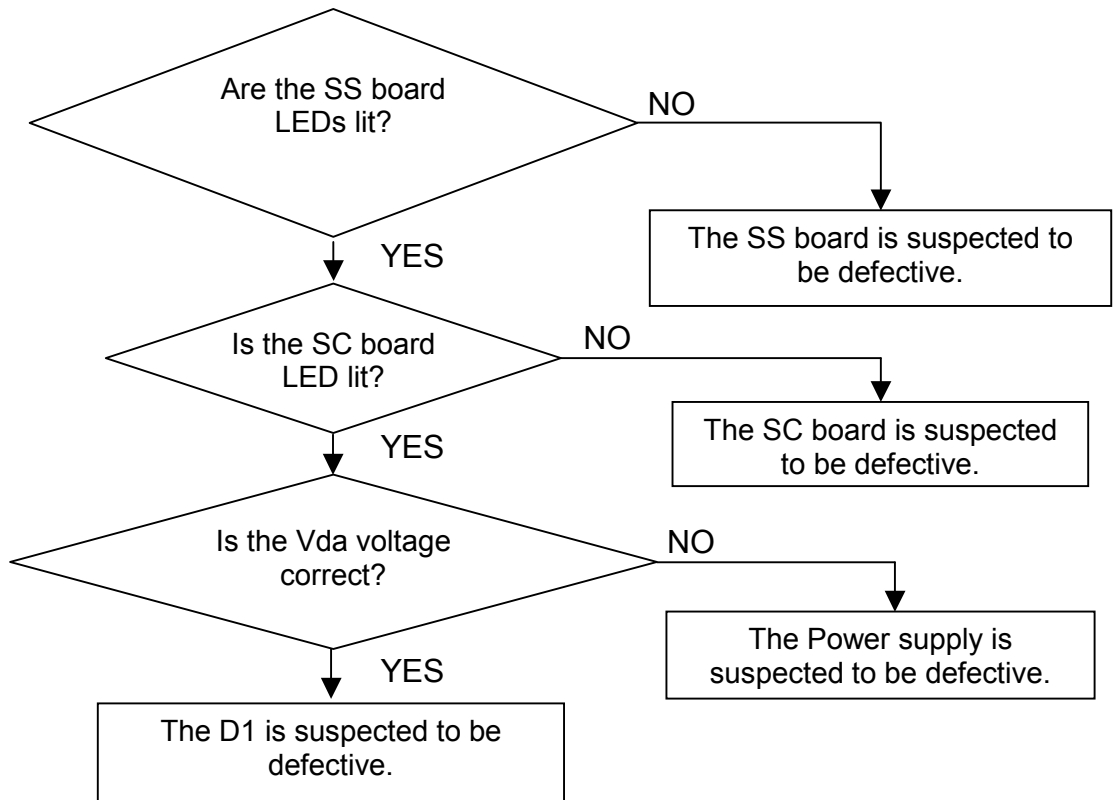 Are the SS board
LEDs lit?
NO
The SS board is suspected to
be defective.
YES
Is the SC board
LED lit?
NO
The SC board is suspected
to be defective.
YES
Is the Vda voltage
correct?
NO
The Power supply is
suspected to be defective.
YES
The D1 is suspected to be
defective.